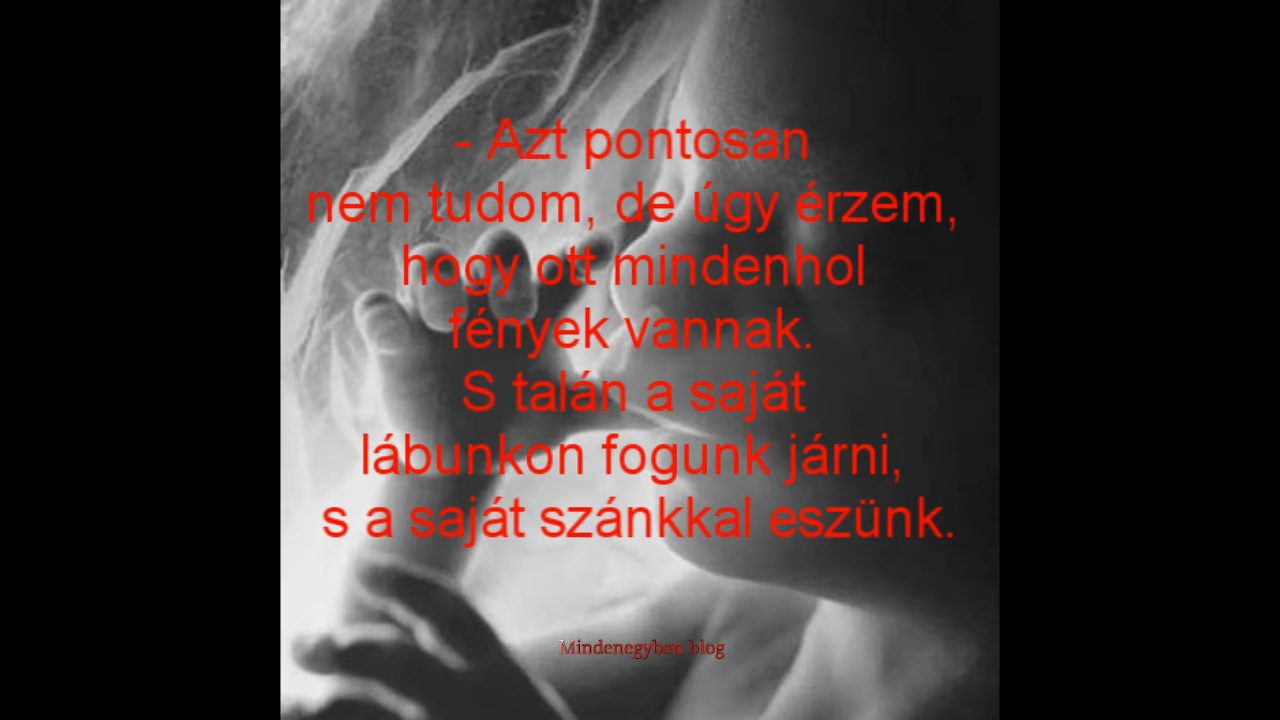 - Azt pontosan
nem tudom, de úgy érzem,
hogy ott mindenhol
fények vannak.
S talán a saját
lábunkon fogunk járni,
s a saját szánkkal eszünk.
Mindenegyben blog